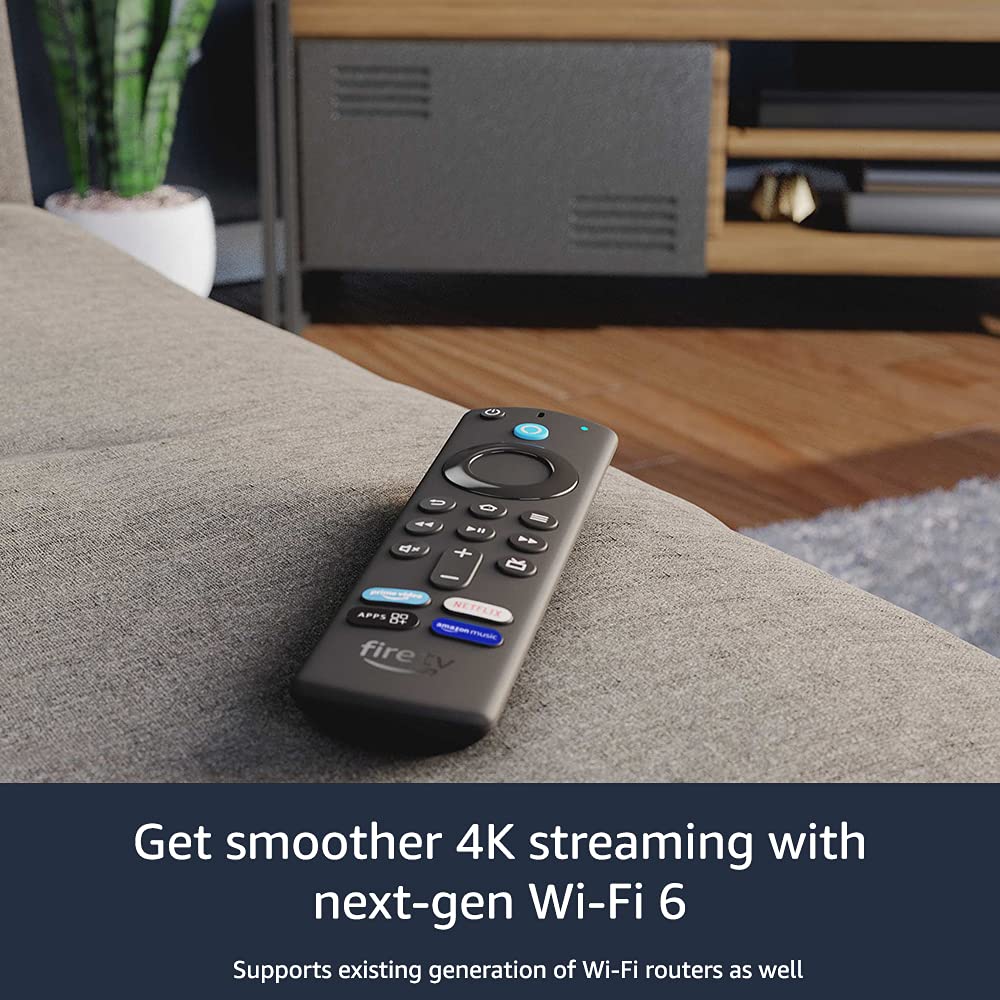 prime video
NETFLIX
APPS
amazon music
fire tv
Get smoother 4K streaming with
next-gen Wi-Fi 6
Supports existing generation of Wi-Fi routers as well